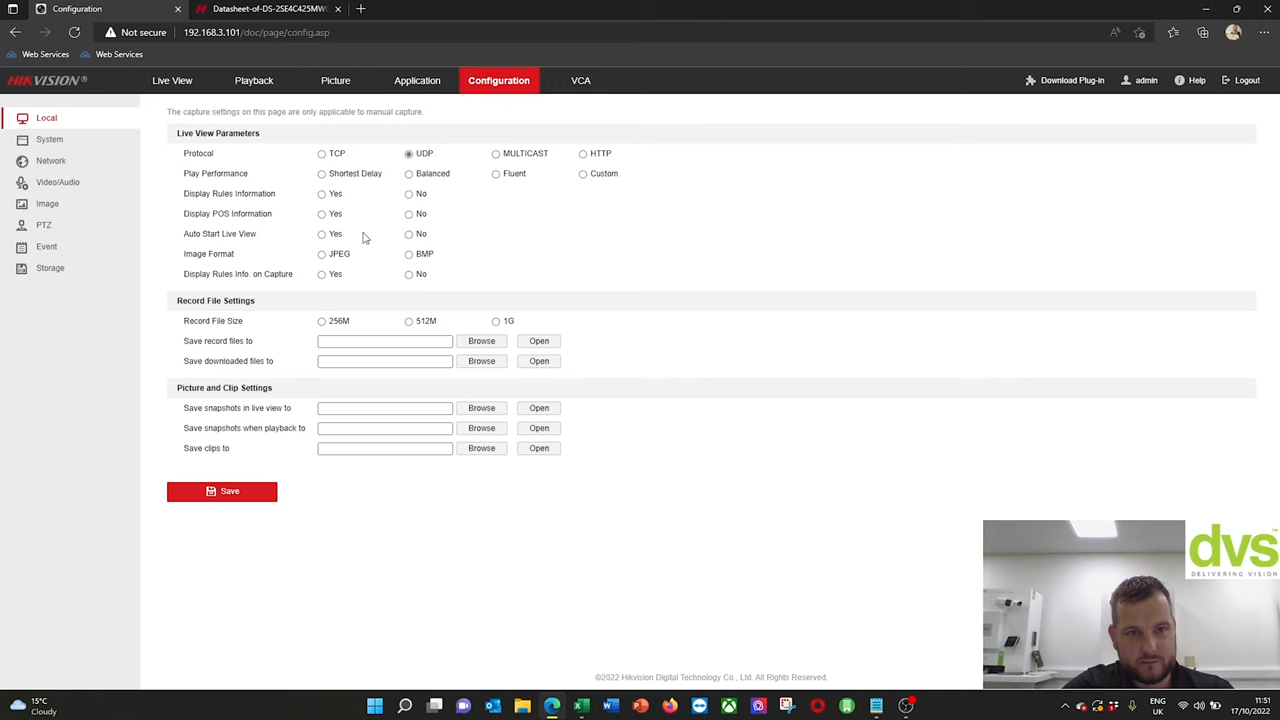 Configuration
Datasheet-of-DS-2SE4C425MW
Not secure 192.168.3.101/doc/page/config.asp
Web Services Web Services
HIKVISION® Live View Playback Picture Application Configuration VCA Download Plug-in admin Help Logout
Local
System
Network
Video/Audio
Image
PTZ
Event
Storage
The capture settings on this page are only applicable to manual capture.
Live View Parameters
Protocol TCP UDP MULTICAST HTTP
Play Performance Shortest Delay Balanced Fluent Custom
Display Rules Information Yes No
Display POS Information Yes No
Auto Start Live View Yes No
Image Format JPEG BMP
Display Rules Info. on Capture Yes No
Record File Settings
Record File Size 256M 512M 1G
Save record files to Browse Open
Save downloaded files to Browse Open
Picture and Clip Settings
Save snapshots in live view to Browse Open
Save snapshots when playback to Browse Open
Save clips to Browse Open
Save
dvs™
DELIVERING VISION
©2022 Hikvision Digital Technology Co., Ltd. All Rights Reserved.
15°C
Cloudy
ENG
UK
11:51
17/10/2022